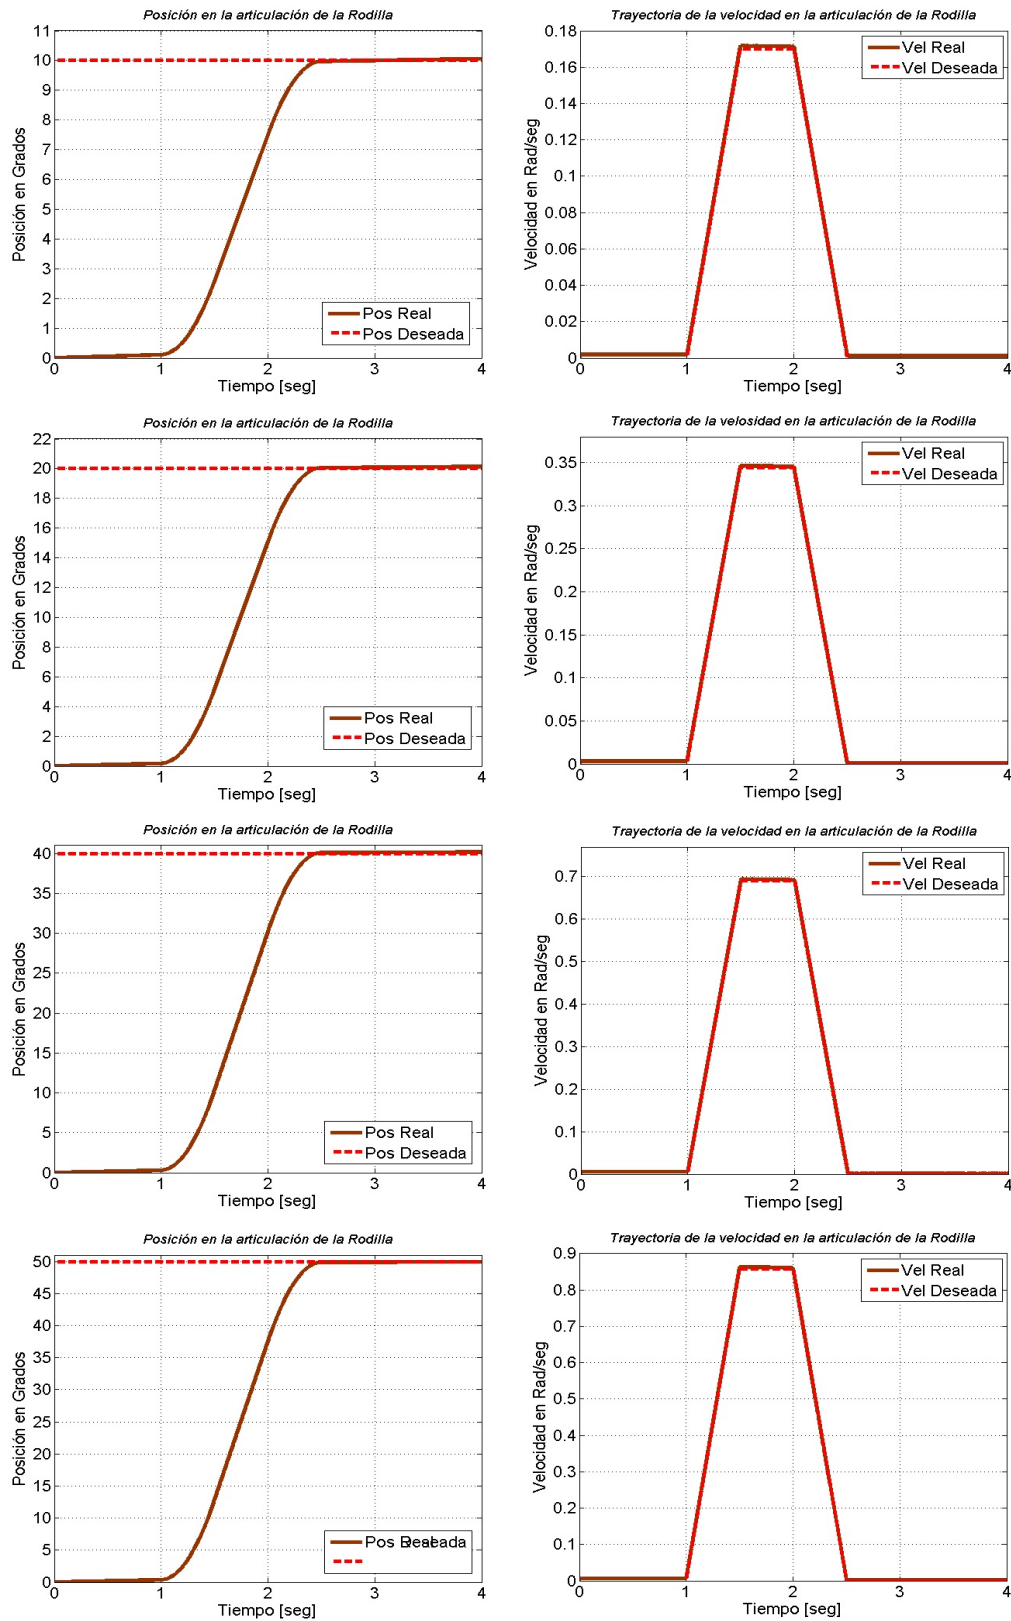 Posición en la articulación de la Rodilla
11
10
9
8
7
6
5
4
3
2
1
0
Posición en Grados
Pos Real
Pos Deseada
0 1 2 3 4
Tiempo [seg]
Trayectoria de la velocidad en la articulación de la Rodilla
0.18
0.16
0.14
0.12
0.1
0.08
0.06
0.04
0.02
0
Velocidad en Rad/seg
Vel Real
Vel Deseada
0 1 2 3 4
Tiempo [seg]
Posición en la articulación de la Rodilla
22
20
18
16
14
12
10
8
6
4
2
0
Posición en Grados
Pos Real
Pos Deseada
0 1 2 3 4
Tiempo [seg]
Trayectoria de la velosidad en la articulación de la Rodilla
0.35
0.3
0.25
0.2
0.15
0.1
0.05
0
Velocidad en Rad/seg
Vel Real
Vel Deseada
0 1 2 3 4
Tiempo [seg]
Posición en la articulación de la Rodilla
40
35
30
25
20
15
10
5
0
Posición en Grados
Pos Real
Pos Deseada
0 1 2 3 4
Tiempo [seg]
Trayectoria de la velocidad en la articulación de la Rodilla
0.7
0.6
0.5
0.4
0.3
0.2
0.1
0
Velocidad en Rad/seg
Vel Real
Vel Deseada
0 1 2 3 4
Tiempo [seg]
Posición en la articulación de la Rodilla
50
45
40
35
30
25
20
15
10
5
0
Posición en Grados
Pos
0 1 2 3 4
Tiempo [seg]
Trayectoria de la velocidad en la articulación de la Rodilla
0.9
0.8
0.7
0.6
0.5
0.4
0.3
0.2
0.1
0
Velocidad en Rad/seg
Vel Real
Vel Deseada
0 1 2 3 4
Tiempo [seg]